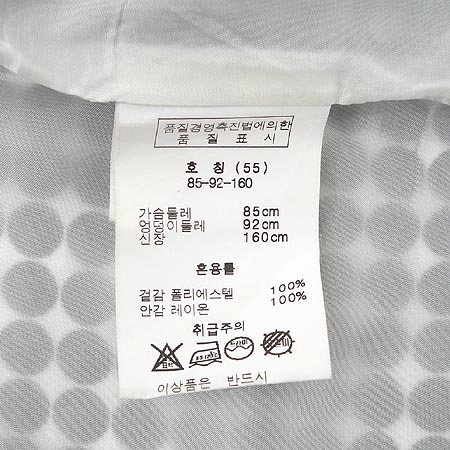 품질경영촉진법에의한
품 질 표 시
호 칭 (55)
85-92-160
가슴둘레 85cm
엉덩이둘레 92cm
신장 160cm
혼용률
겉감 폴리에스텔 100%
안감 레이온 100%
취급주의
이상품은 반드시